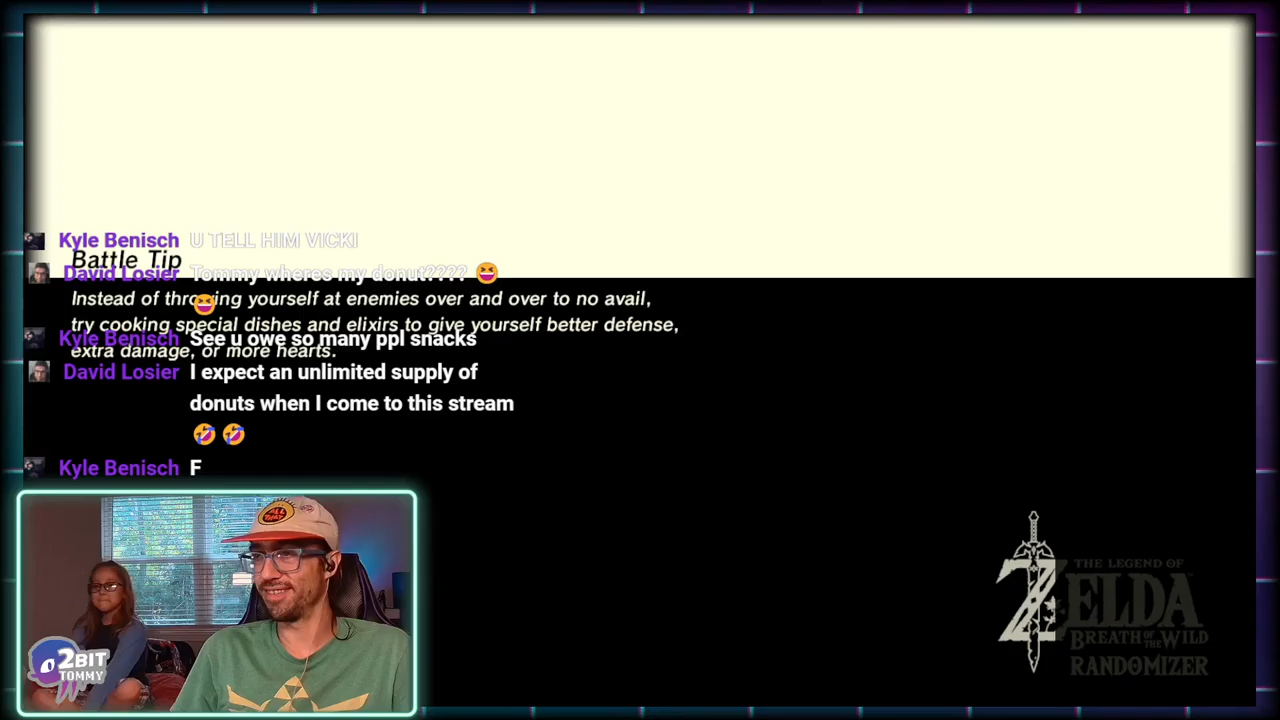 Kyle Benisch U TELL HIM VICKI
Battle Tip
David Losier Tommy wheres my donut???? 😆
😆
Instead of throwing yourself at enemies over and over to no avail,
try cooking special dishes and elixirs to give yourself better defense,
extra damage, or more hearts.
Kyle Benisch See u owe so many ppl snacks
David Losier I expect an unlimited supply of
donuts when I come to this stream
🤣 🤣
Kyle Benisch F
ALL
THAT
2BIT
TOMMY
THE LEGEND OF
ZELDA
BREATH OF THE WILD
RANDOMIZER